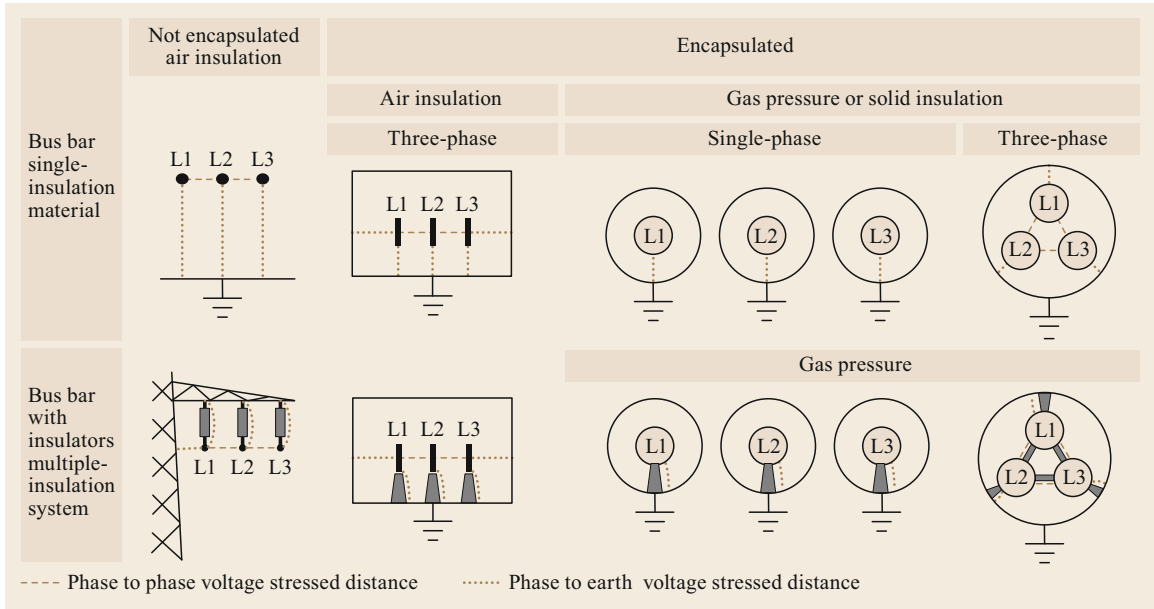 Not encapsulated
air insulation
Encapsulated
Air insulation
Gas pressure or solid insulation
Three-phase
Single-phase
Three-phase
Bus bar
single-
insulation
material
L1 L2 L3
L1 L2 L3
L1
L2
L3
L1
L2 L3
Gas pressure
Bus bar
with
insulators
multiple-
insulation
system
L1 L2 L3
L1 L2 L3
L1
L2
L3
L1
L2 L3
Phase to phase voltage stressed distance
Phase to earth voltage stressed distance